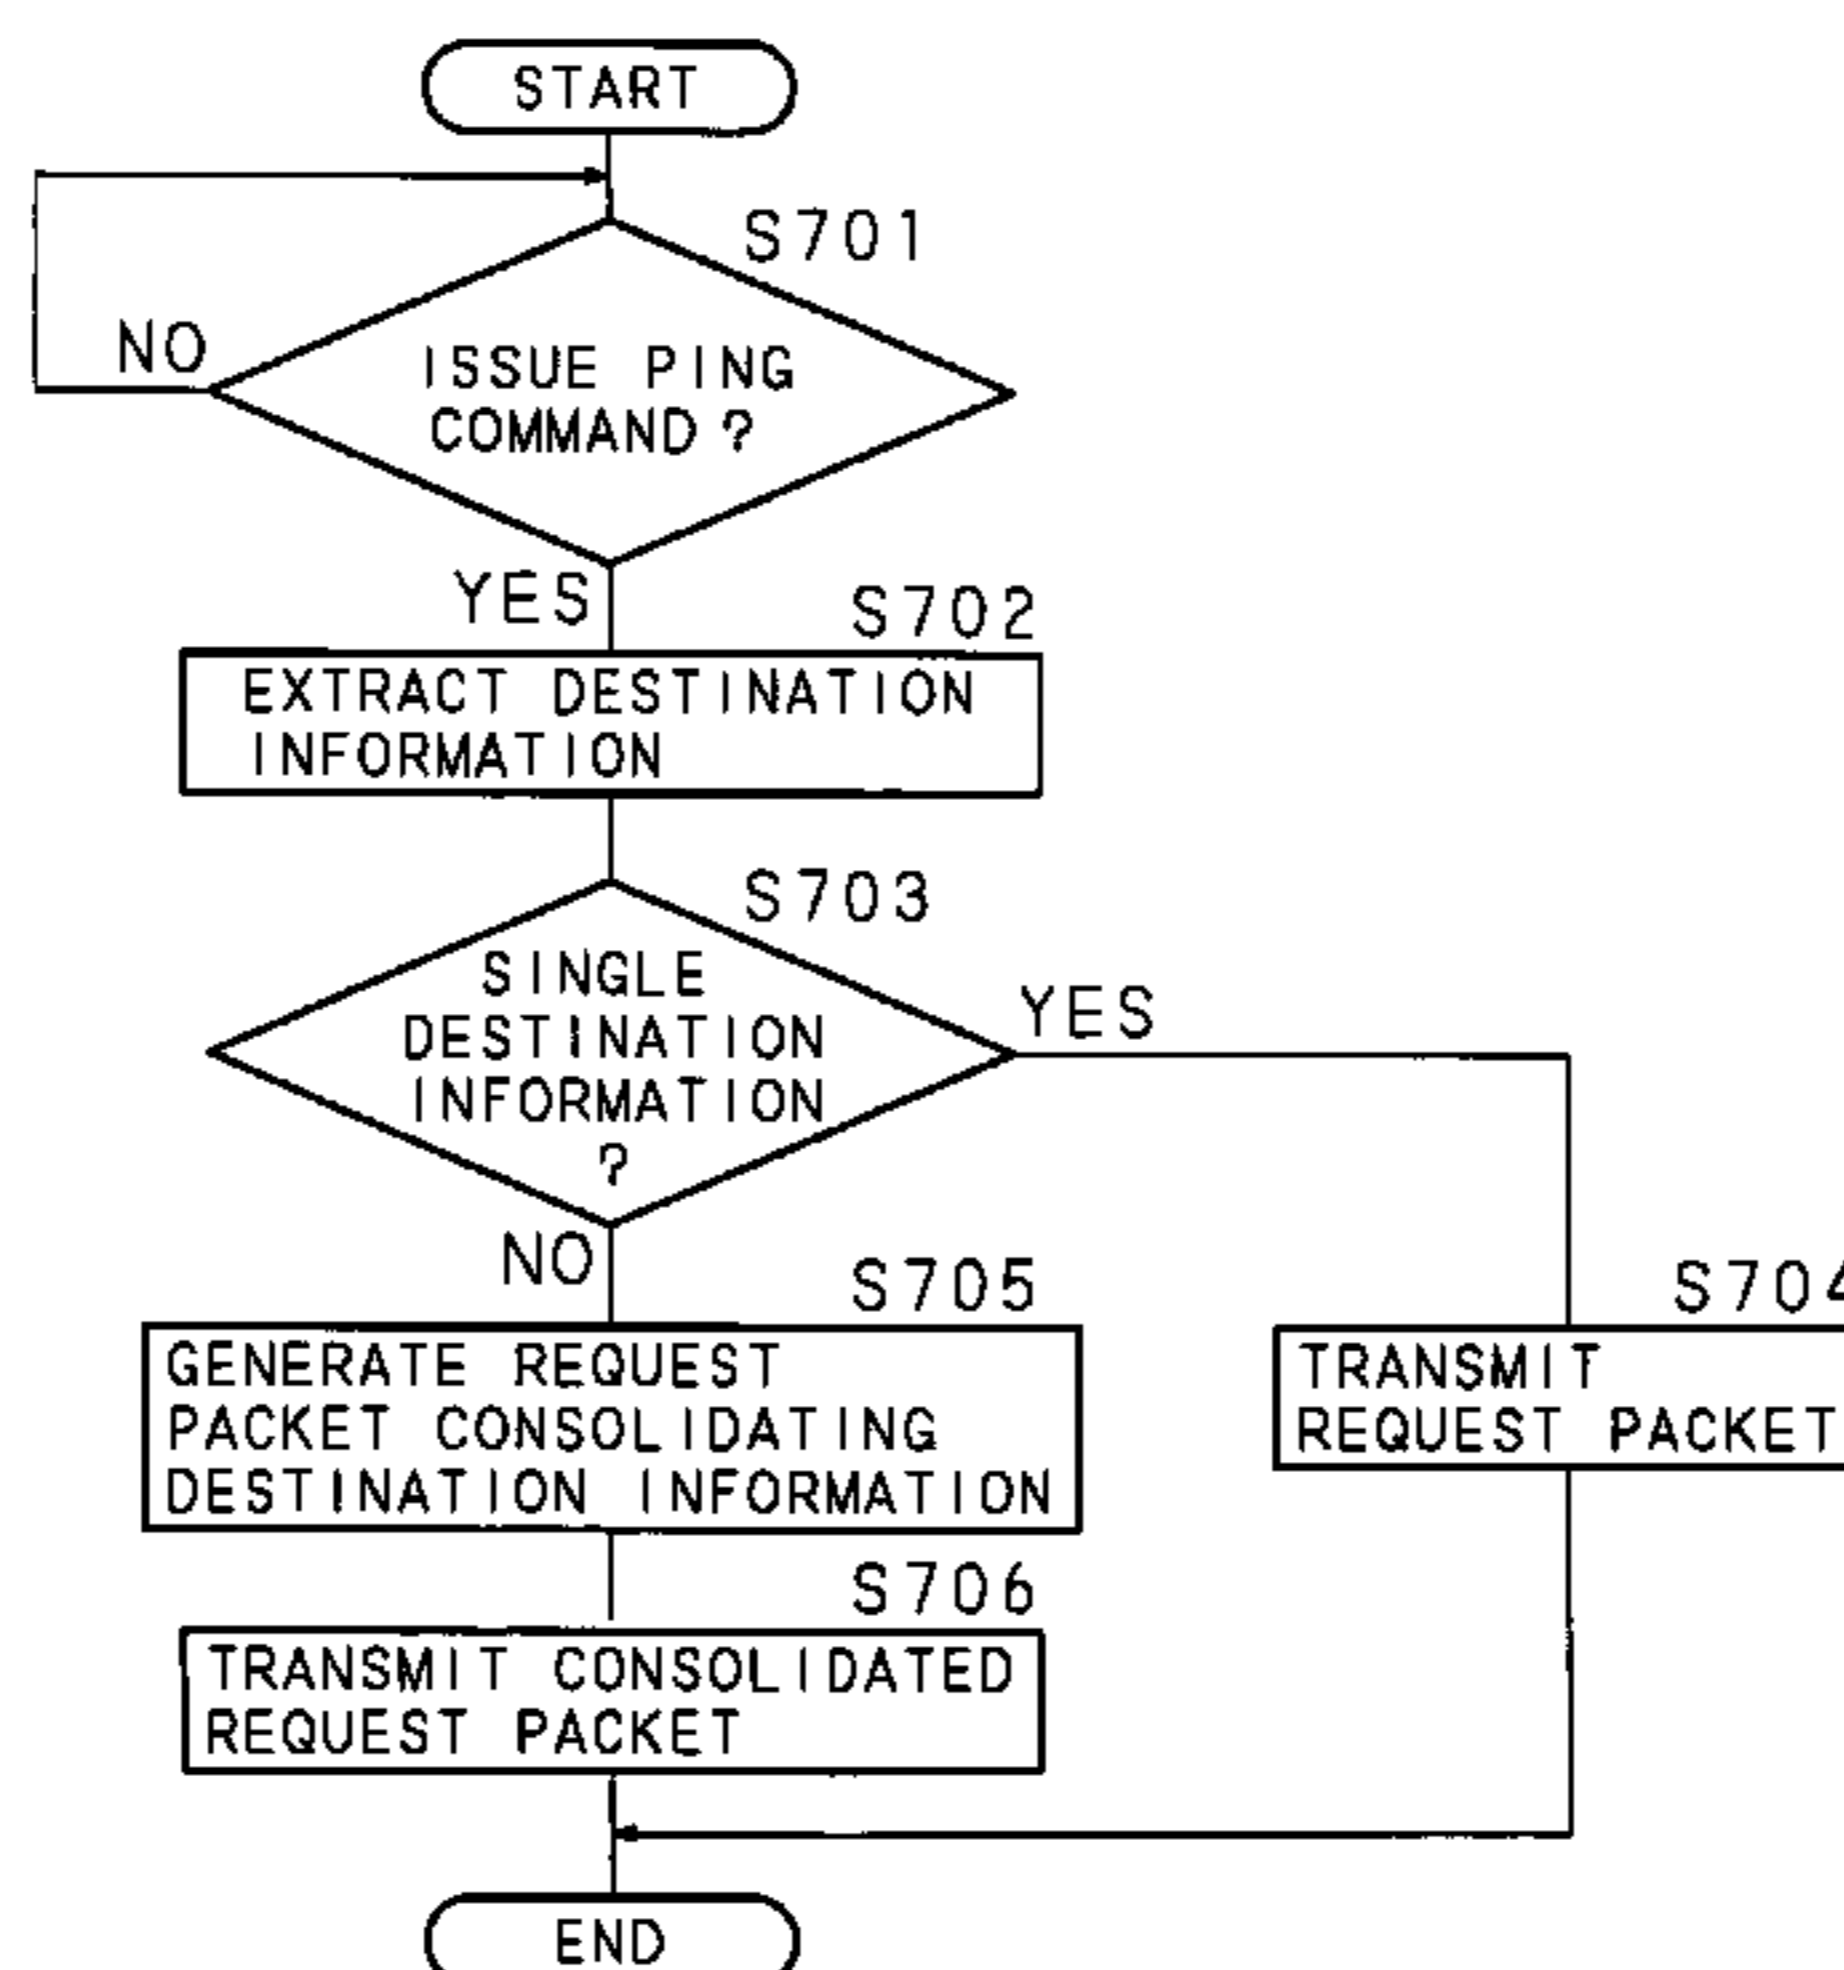 START
S701
NO
ISSUE PING
COMMAND?
YES
S702
EXTRACT DESTINATION
INFORMATION
S703
SINGLE
DESTINATION
INFORMATION
?
YES
NO
S705
GENERATE REQUEST
PACKET CONSOLIDATING
DESTINATION INFORMATION
S704
TRANSMIT
REQUEST PACKET
S706
TRANSMIT CONSOLIDATED
REQUEST PACKET
END